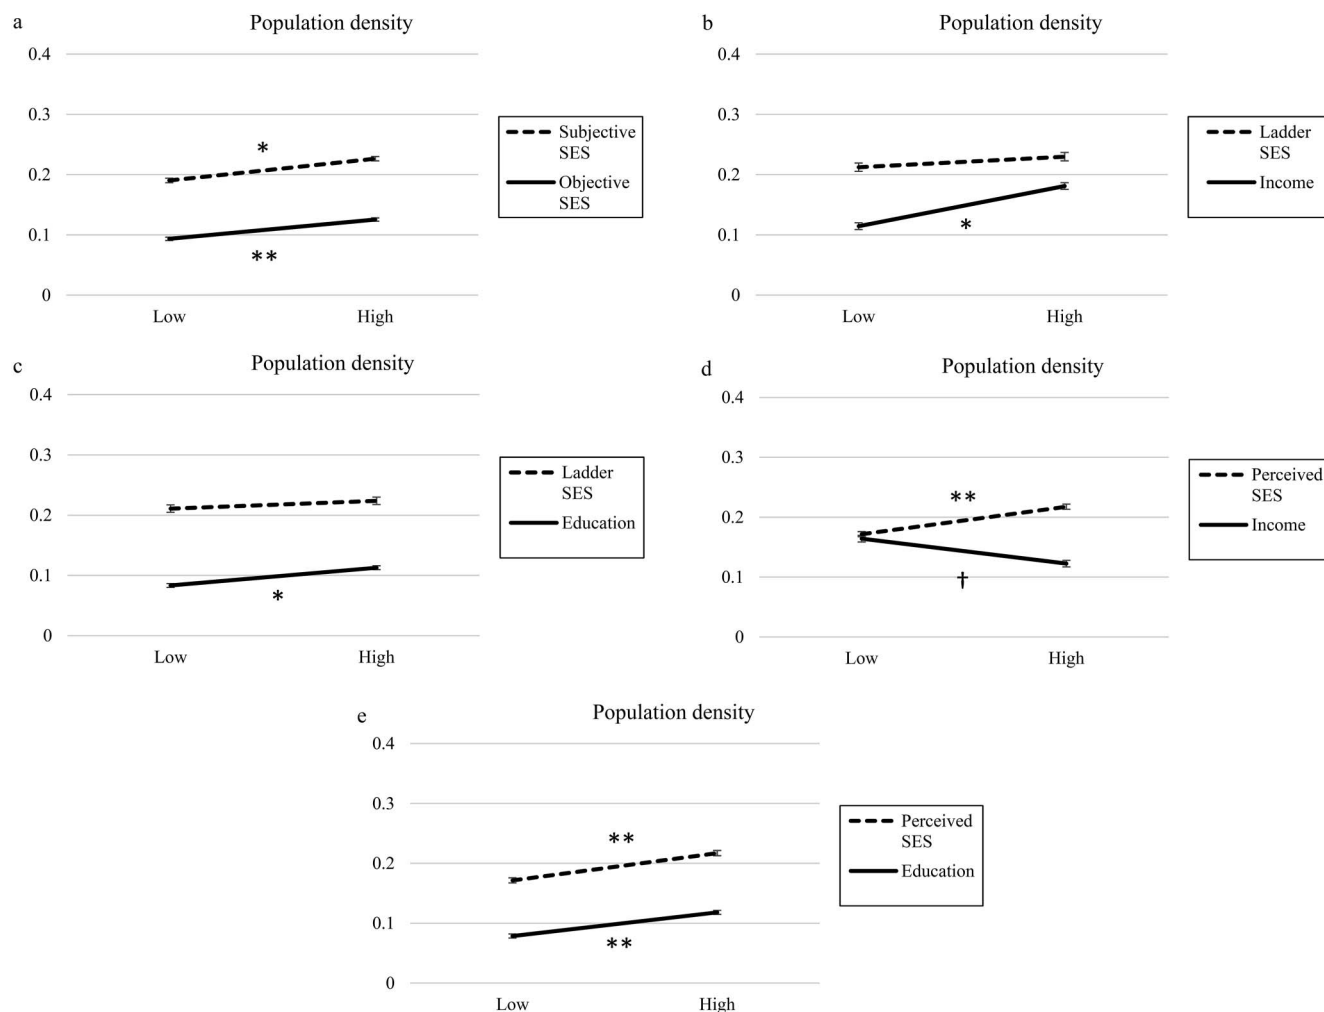 a
Population density
0.4
0.3
0.2
0.1
0
*
**
Low
High
Subjective
SES
Objective
SES
b
Population density
0.4
0.3
0.2
0.1
0
*
Low
High
Ladder
SES
Income
c
Population density
0.4
0.3
0.2
0.1
0
*
Low
High
Ladder
SES
Education
d
Population density
0.4
0.3
0.2
0.1
0
**
†
Low
High
Perceived
SES
Income
e
Population density
0.4
0.3
0.2
0.1
0
**
**
Low
High
Perceived
SES
Education